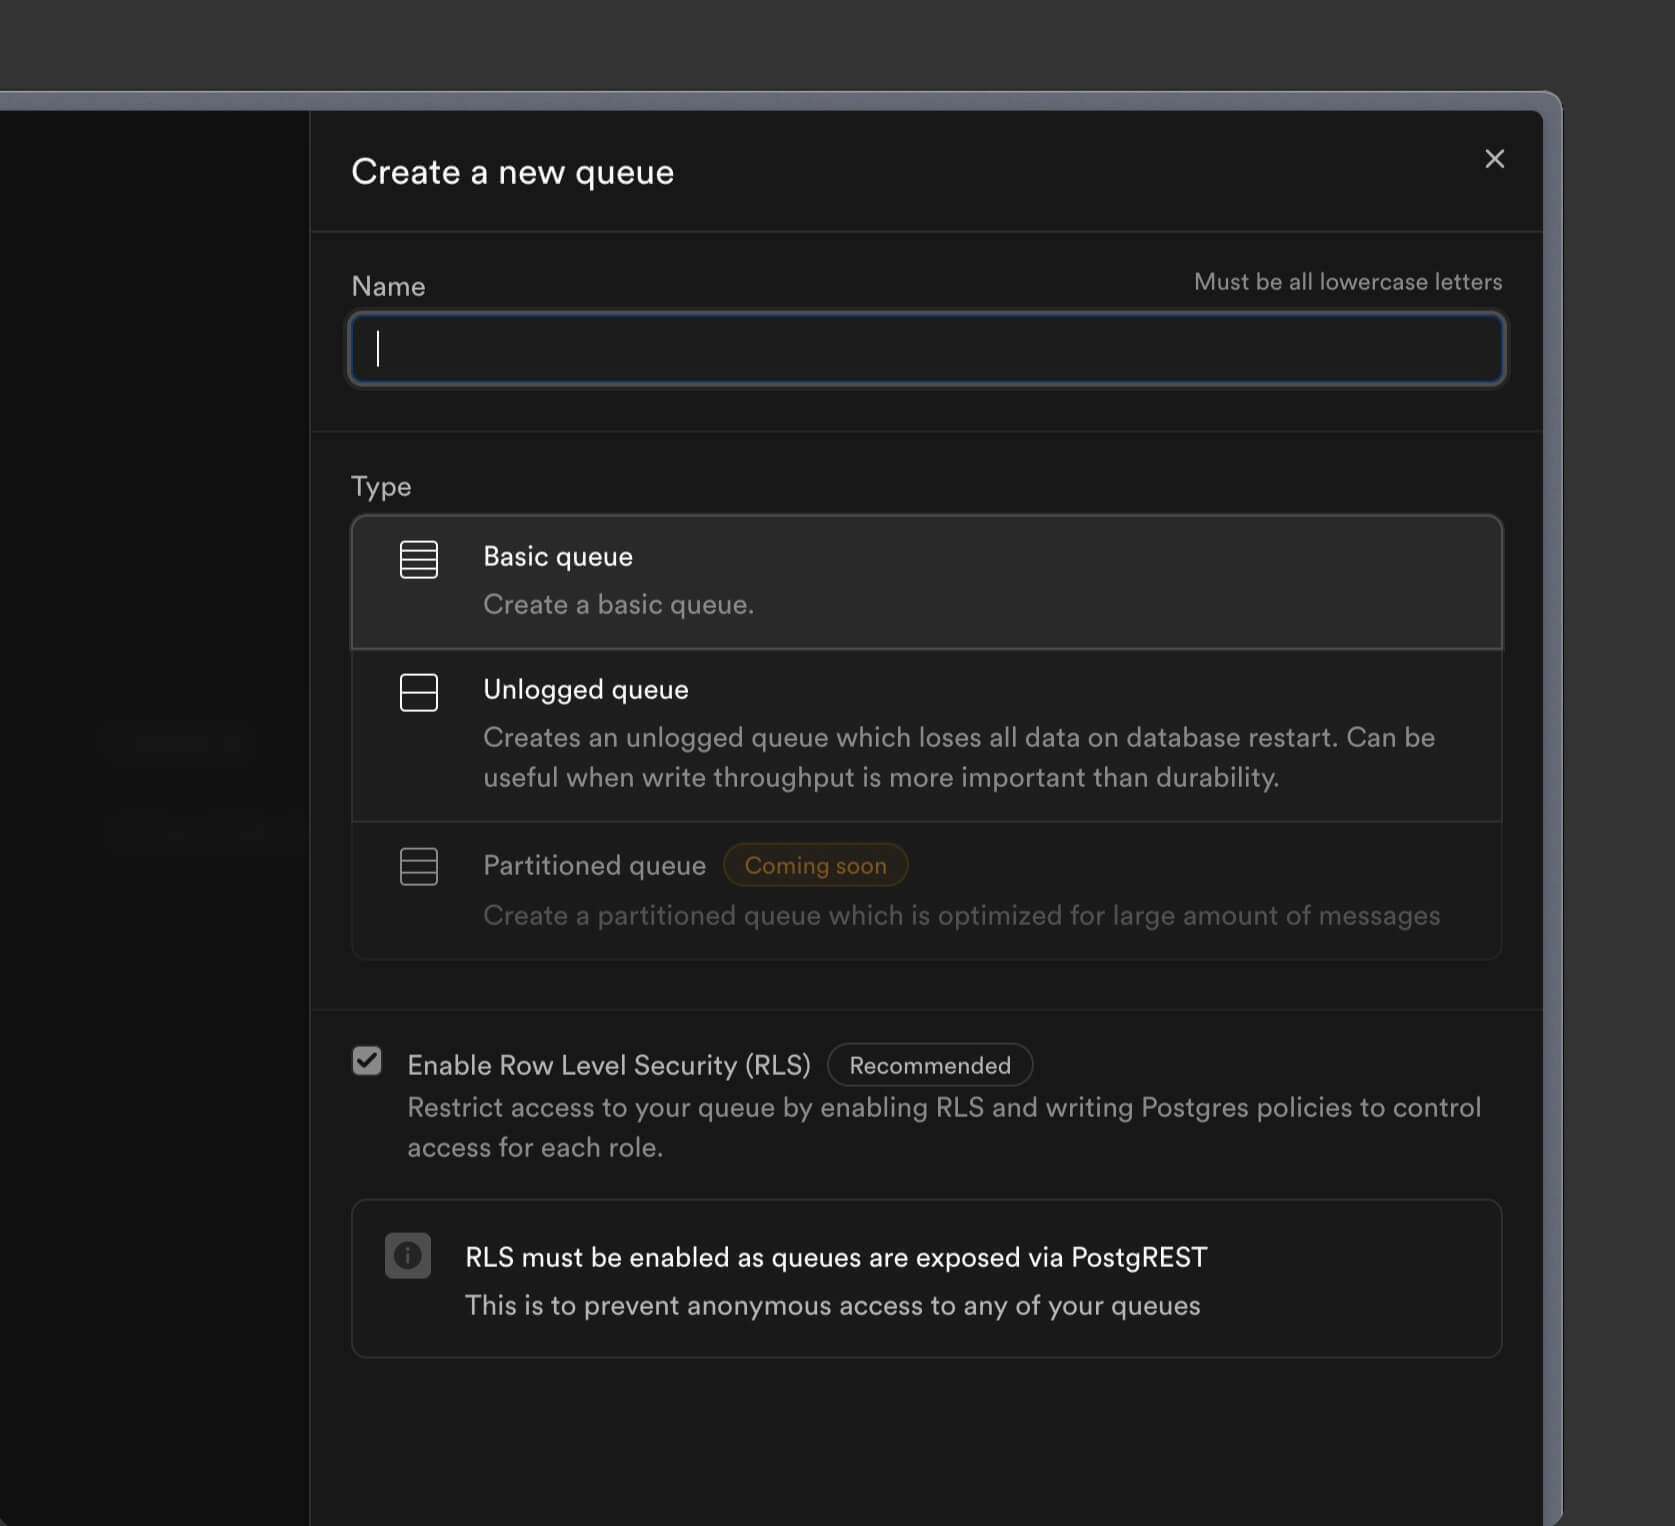 Create a new queue
Name
Must be all lowercase letters
Type
Basic queue
Create a basic queue.
Unlogged queue
Creates an unlogged queue which loses all data on database restart. Can be
useful when write throughput is more important than durability.
Partitioned queue
Coming soon
Create a partitioned queue which is optimized for large amount of messages
Enable Row Level Security (RLS)
Recommended
Restrict access to your queue by enabling RLS and writing Postgres policies to control
access for each role.
RLS must be enabled as queues are exposed via PostgREST
This is to prevent anonymous access to any of your queues